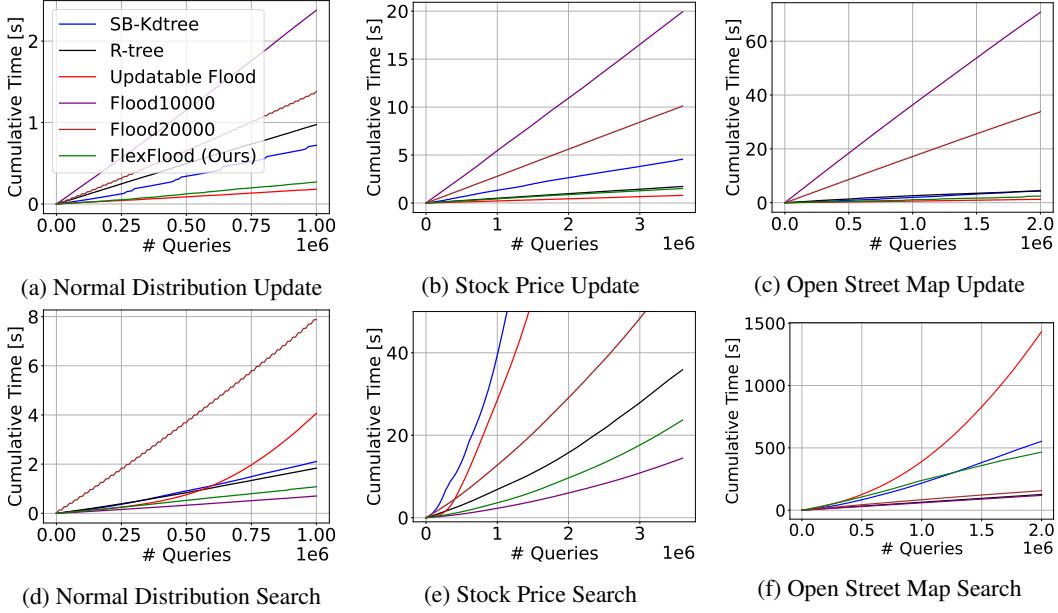 Cumulative Time [s]
2
1
0
SB-Kdtree
R-tree
Updatable Flood
Flood10000
Flood20000
FlexFlood (Ours)
0.00 0.25 0.50 0.75 1.00
# Queries 1e6
(a) Normal Distribution Update
Cumulative Time [s]
20
15
10
5
0
0 1 2 3
# Queries 1e6
(b) Stock Price Update
Cumulative Time [s]
60
40
20
0
0.0 0.5 1.0 1.5 2.0
# Queries 1e6
(c) Open Street Map Update
Cumulative Time [s]
8
6
4
2
0
0.00 0.25 0.50 0.75 1.00
# Queries 1e6
(d) Normal Distribution Search
Cumulative Time [s]
40
20
0
0 1 2 3
# Queries 1e6
(e) Stock Price Search
Cumulative Time [s]
1500
1000
500
0
0.0 0.5 1.0 1.5 2.0
# Queries 1e6
(f) Open Street Map Search